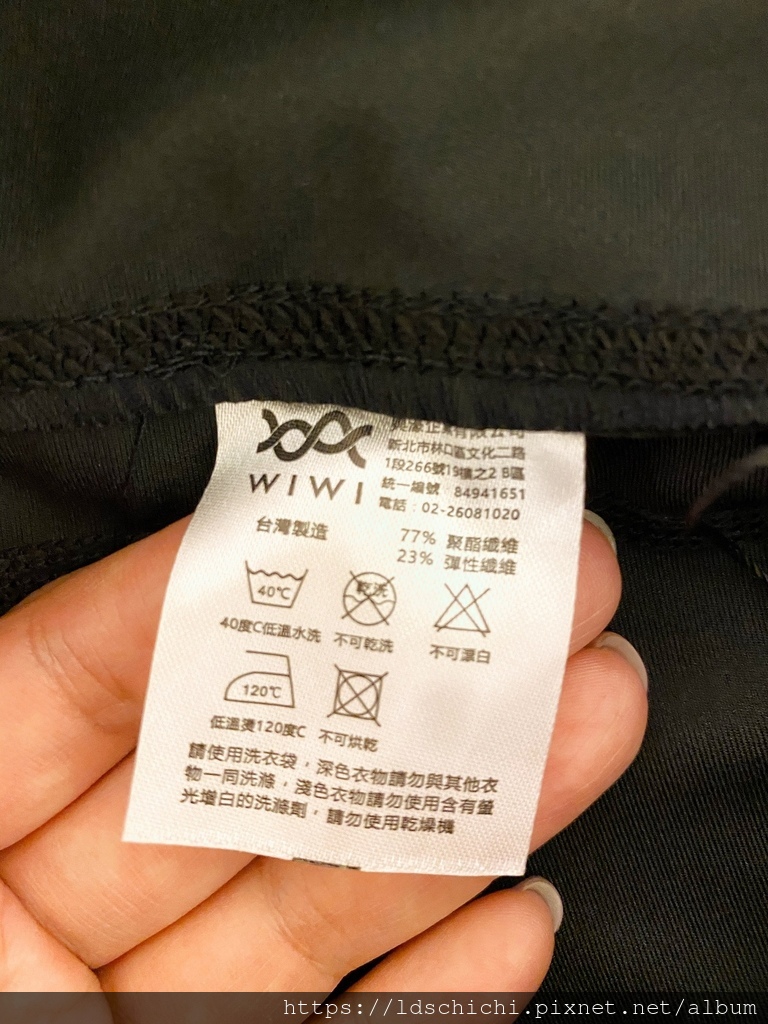 WIWI
企業有限公司
新北市林口區文化二路
1段266號19樓之2 B區
統一編號:84941651
電話:02-26081020
台灣製造
77% 聚酯纖維
23% 彈性纖維
40℃
乾洗
40度C低溫水洗
不可乾洗
不可漂白
120℃
低溫燙120度C
不可烘乾
請使用洗衣袋,深色衣物請勿與其他衣
物一同洗滌,淺色衣物請勿使用含有螢
光增白的洗滌劑,請勿使用乾燥機
https://ldschichi.pixnet.net/album